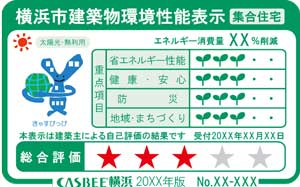 横浜市建築物環境性能表示 集合住宅
太陽光・熱利用
エネルギー消費量 XX%削減
重点項目
省エネルギー性能
健康・安心
防災
地域・まちづくり
きゃすびっぴ
本表示は建築主による自己評価の結果です 受付20XX年XX月XX日
総合評価 ★★★☆☆
CASBEE横浜 20XX年版 No.XX-XXX